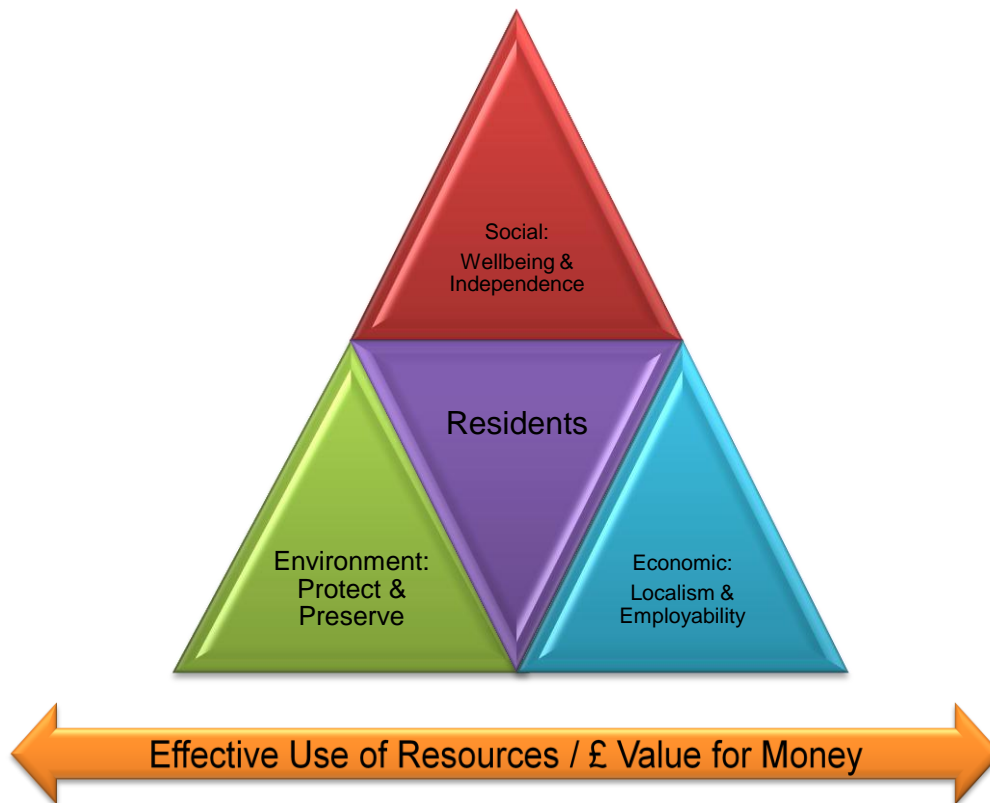 Social:
Wellbeing &
Independence
Residents
Environment:
Protect &
Preserve
Economic:
Localism &
Employability
Effective Use of Resources / £ Value for Money